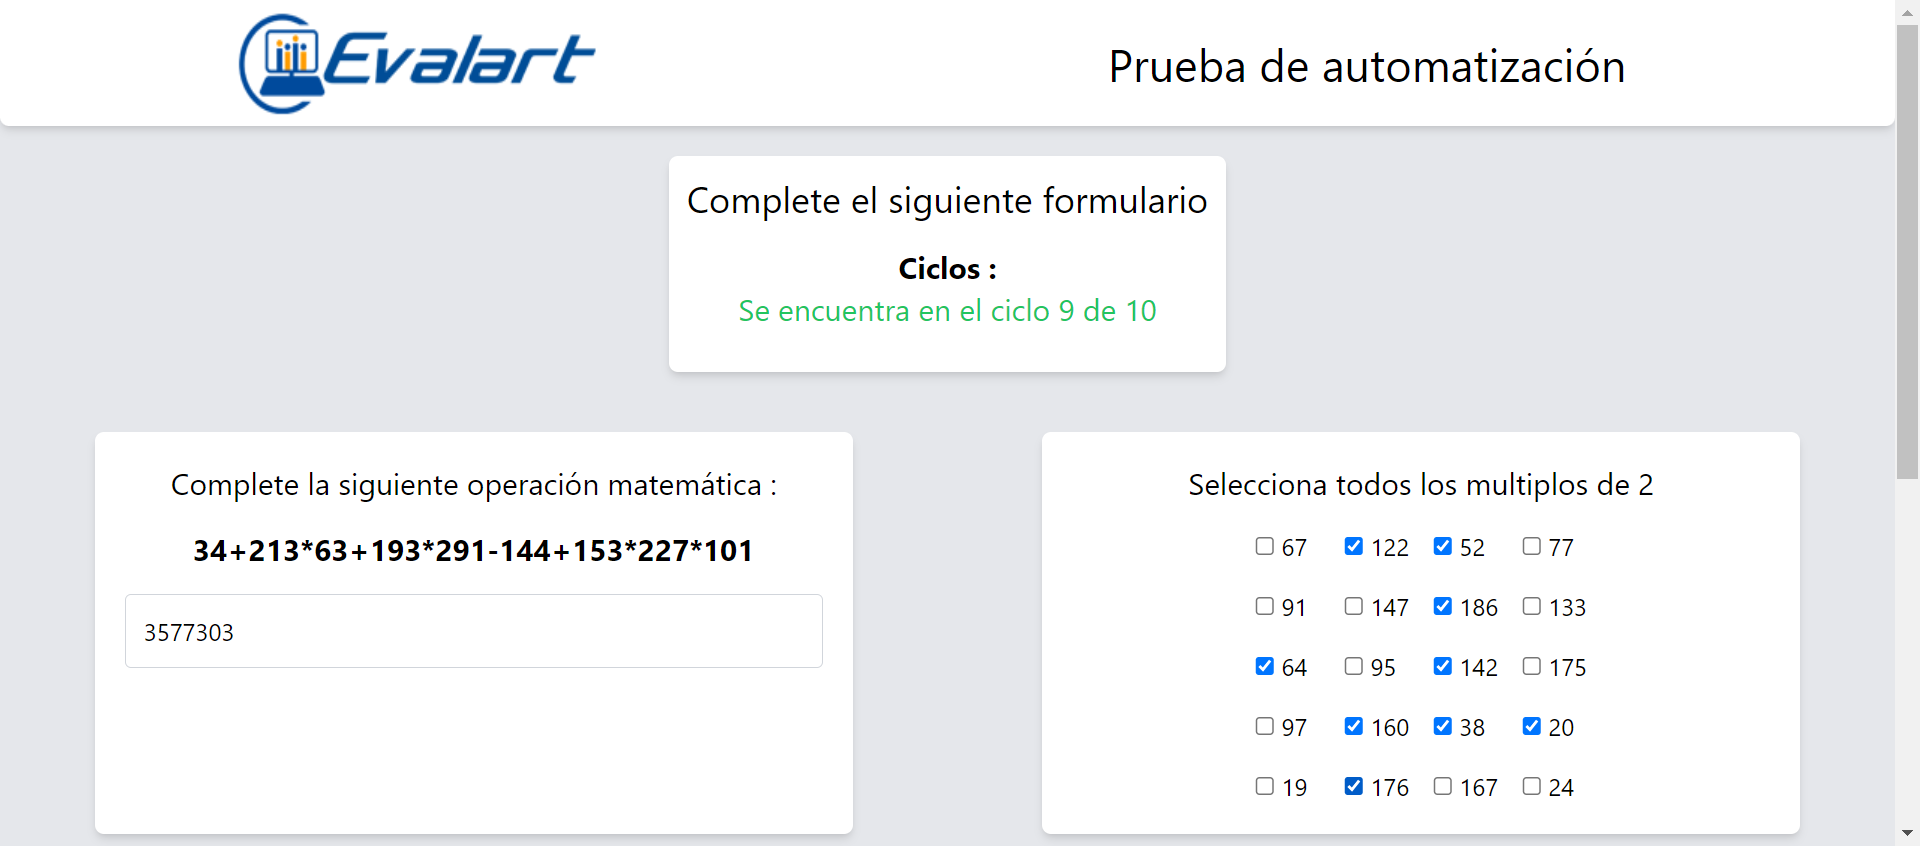 Evalart
Prueba de automatización
Complete el siguiente formulario
Ciclos :
Se encuentra en el ciclo 9 de 10
Complete la siguiente operación matemática :
34+213*63+193*291-144+153*227*101
3577303
Selecciona todos los multiplos de 2
67 122 52 77
91 147 186 133
64 95 142 175
97 160 38 20
19 176 167 24